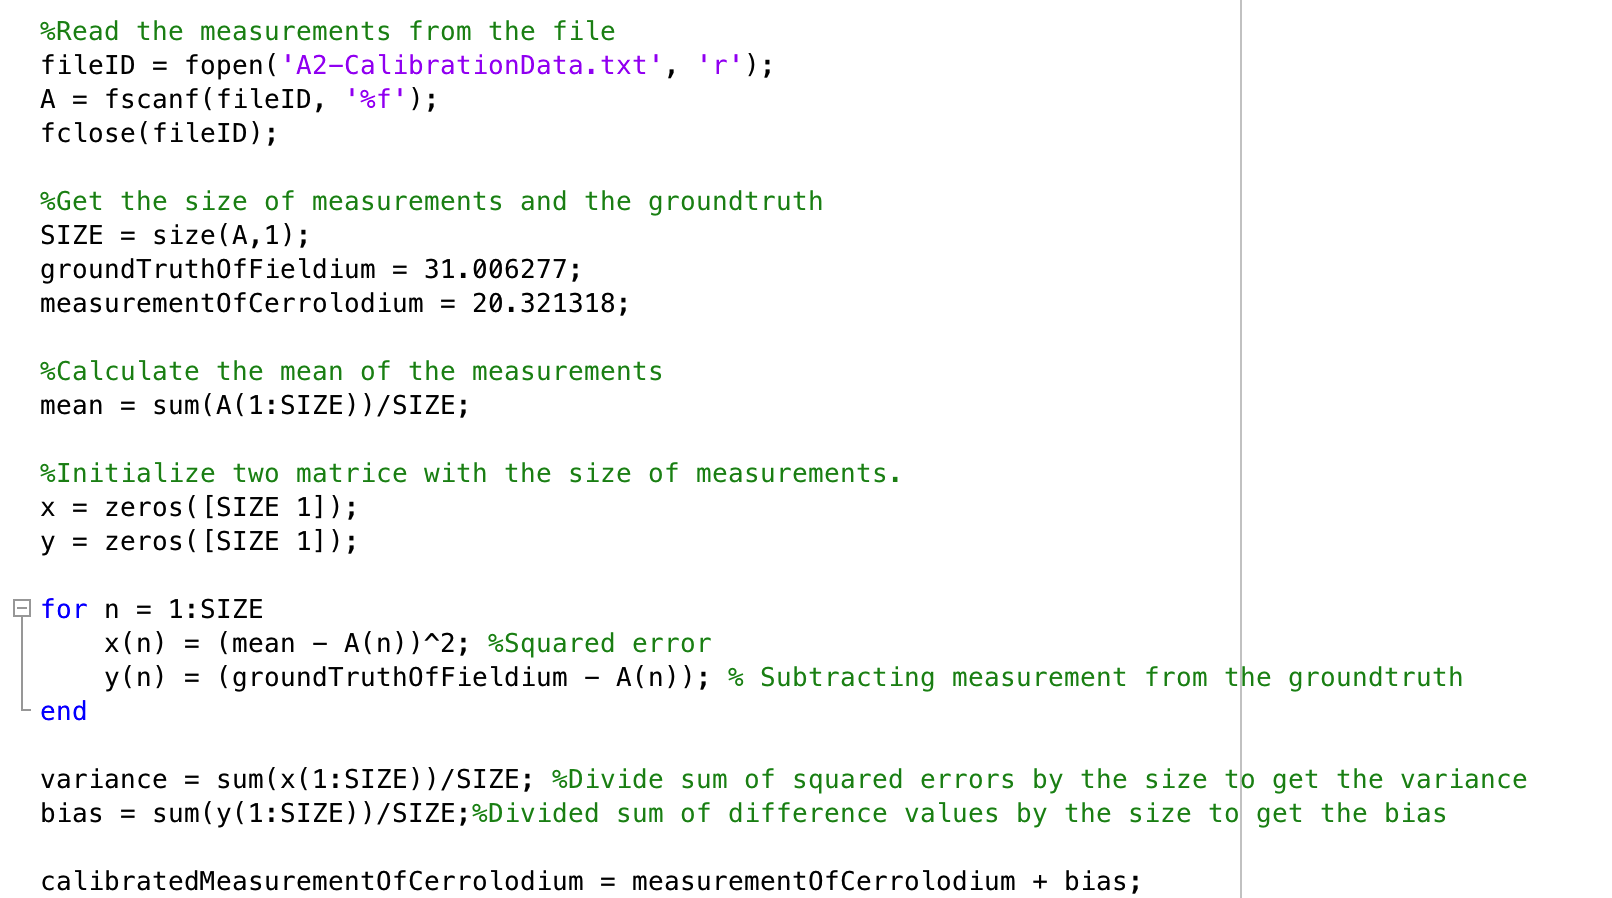 %Read the measurements from the file
fileID = fopen('A2-CalibrationData.txt', 'r');
A = fscanf(fileID, '%f');
fclose(fileID);
%Get the size of measurements and the groundtruth
SIZE = size(A,1);
groundTruthOfFieldium = 31.006277;
measurementOfCerrolodium = 20.321318;
%Calculate the mean of the measurements
mean = sum(A(1:SIZE))/SIZE;
%Initialize two matrice with the size of measurements.
x = zeros([SIZE 1]);
y = zeros([SIZE 1]);
for n = 1:SIZE
    x(n) = (mean - A(n))^2; %Squared error
    y(n) = (groundTruthOfFieldium - A(n)); % Subtracting measurement from the groundtruth
end
variance = sum(x(1:SIZE))/SIZE; %Divide sum of squared errors by the size to get the variance
bias = sum(y(1:SIZE))/SIZE;%Divided sum of difference values by the size to get the bias
calibratedMeasurementOfCerrolodium = measurementOfCerrolodium + bias;